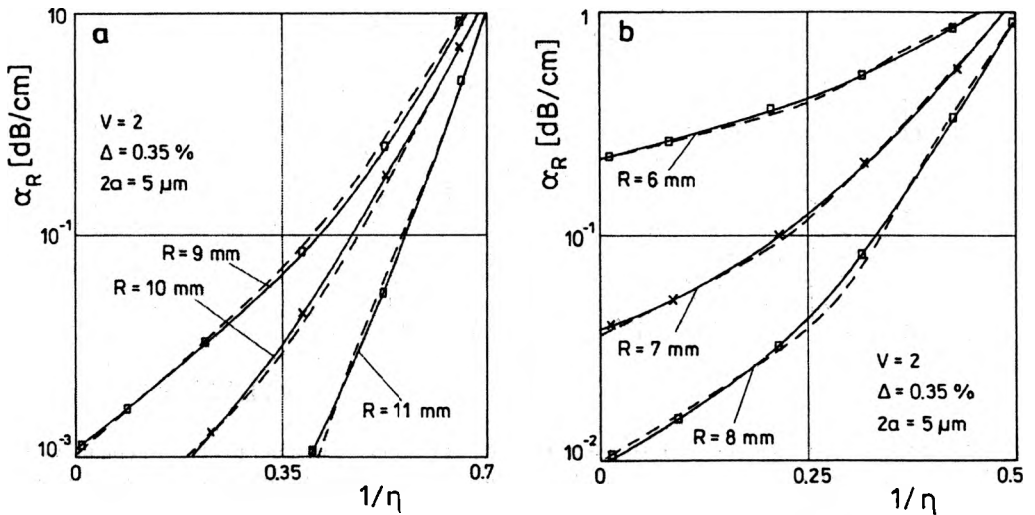 a
α_R [dB/cm]
10
10⁻¹
10⁻³
V = 2
Δ = 0.35 %
2a = 5 µm
R = 9 mm
R = 10 mm
R = 11 mm
0
0.35
0.7
1/η
b
α_R [dB/cm]
1
10⁻¹
10⁻²
R = 6 mm
R = 7 mm
R = 8 mm
V = 2
Δ = 0.35 %
2a = 5 µm
0
0.25
0.5
1/η